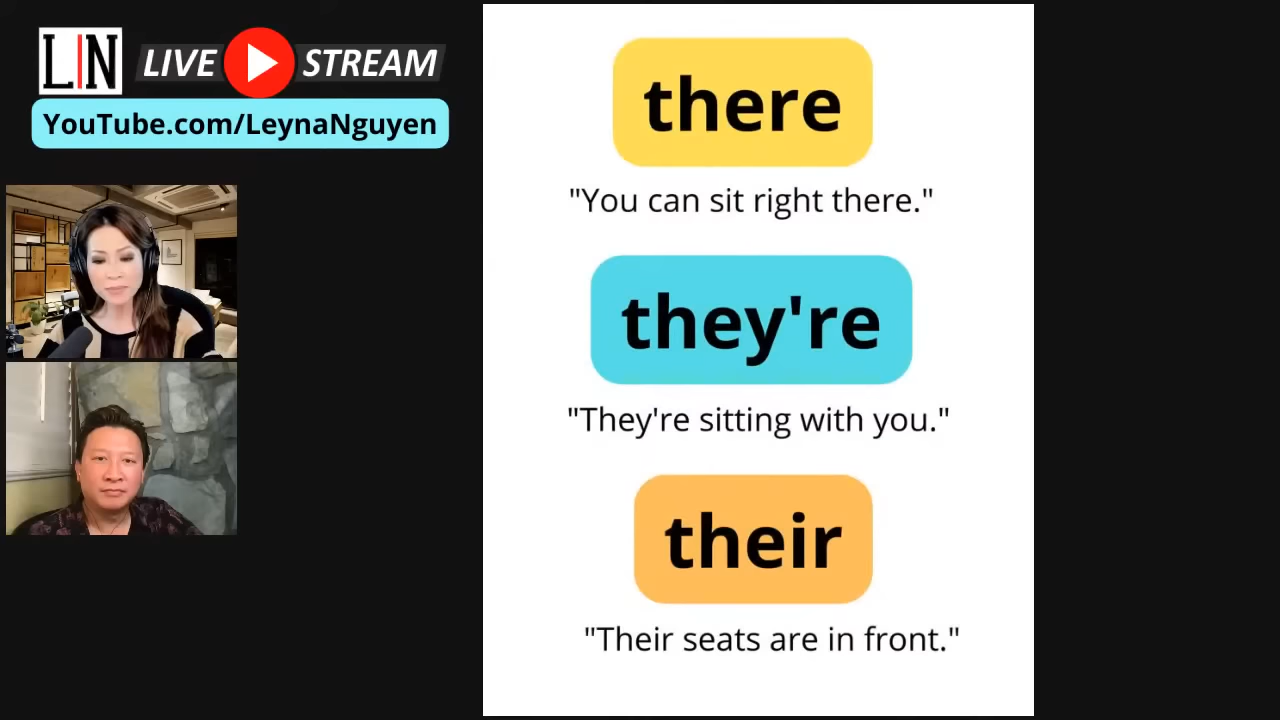 LN LIVE STREAM
YouTube.com/LeynaNguyen
there
"You can sit right there."
they're
"They're sitting with you."
their
"Their seats are in front."